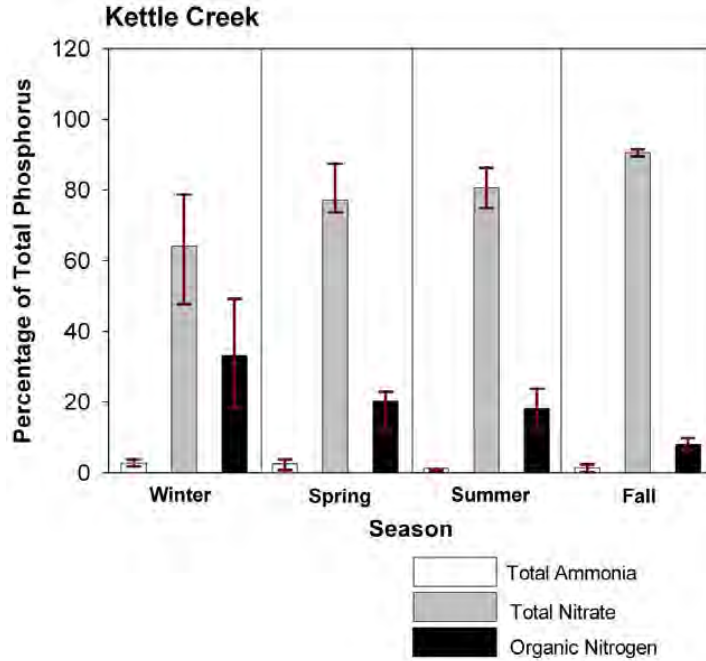 Kettle Creek
Percentage of Total Phosphorus
120
100
80
60
40
20
0
Winter Spring Summer Fall
Season
Total Ammonia
Total Nitrate
Organic Nitrogen